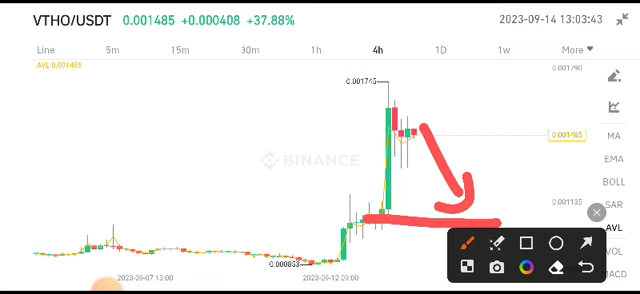 VTHO/USDT 0.001485 +0.000408 +37.88% 2023-09-14 13:03:43
Line 5m 15m 30m 1h 4h 1D 1w More
AVL 0.001485
0.001790
0.001745
0.001485
MA
EMA
BINANCE
BOLL
0.001135
SAR
AVL
VOL
0.000853
MACD
2023-09-07 13:00 2023-09-12 09:00